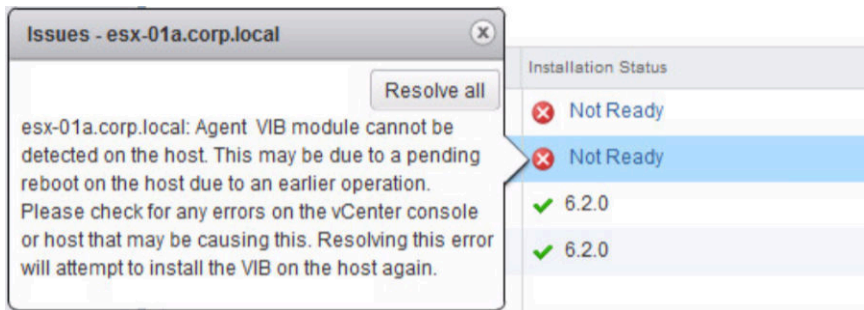 Issues - esx-01a.corp.local
Resolve all
esx-01a.corp.local: Agent VIB module cannot be
detected on the host. This may be due to a pending
reboot on the host due to an earlier operation.
Please check for any errors on the vCenter console
or host that may be causing this. Resolving this error
will attempt to install the VIB on the host again.
Installation Status
Not Ready
Not Ready
6.2.0
6.2.0